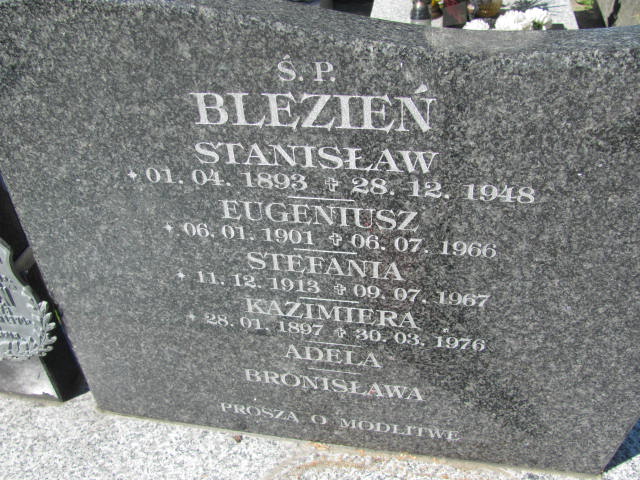 Ś. P.
BLEZIEŃ
STANISŁAW
* 01. 04. 1893 ✝ 28. 12. 1948
EUGENIUSZ
* 06. 01. 1901 ✝ 06. 07. 1966
STEFANIA
* 11. 12. 1913 ✝ 09. 07. 1967
KAZIMIERA
* 28. 01. 1897 ✝ 30. 03. 1976
ADELA
BRONISŁAWA
PROSZĄ O MODLITWĘ